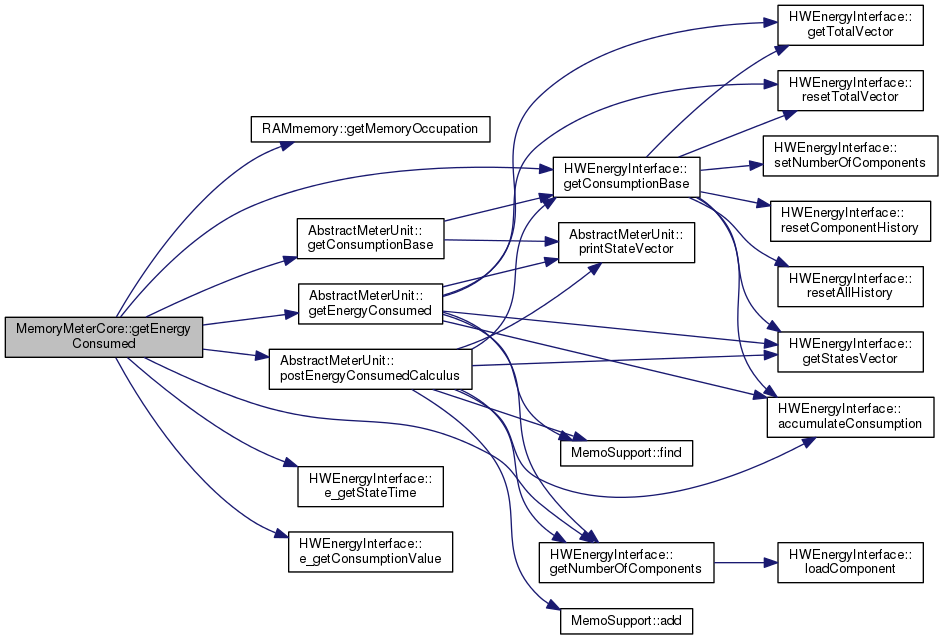 MemoryMeterCore::getEnergy
Consumed
RAMmemory::getMemoryOccupation
AbstractMeterUnit::
getConsumptionBase
AbstractMeterUnit::
getEnergyConsumed
AbstractMeterUnit::
postEnergyConsumedCalculus
HWEnergyInterface::
e_getStateTime
HWEnergyInterface::
e_getConsumptionValue
HWEnergyInterface::
getConsumptionBase
AbstractMeterUnit::
printStateVector
MemoSupport::find
HWEnergyInterface::
getNumberOfComponents
MemoSupport::add
HWEnergyInterface::
getTotalVector
HWEnergyInterface::
resetTotalVector
HWEnergyInterface::
setNumberOfComponents
HWEnergyInterface::
resetComponentHistory
HWEnergyInterface::
resetAllHistory
HWEnergyInterface::
getStatesVector
HWEnergyInterface::
accumulateConsumption
HWEnergyInterface::
loadComponent